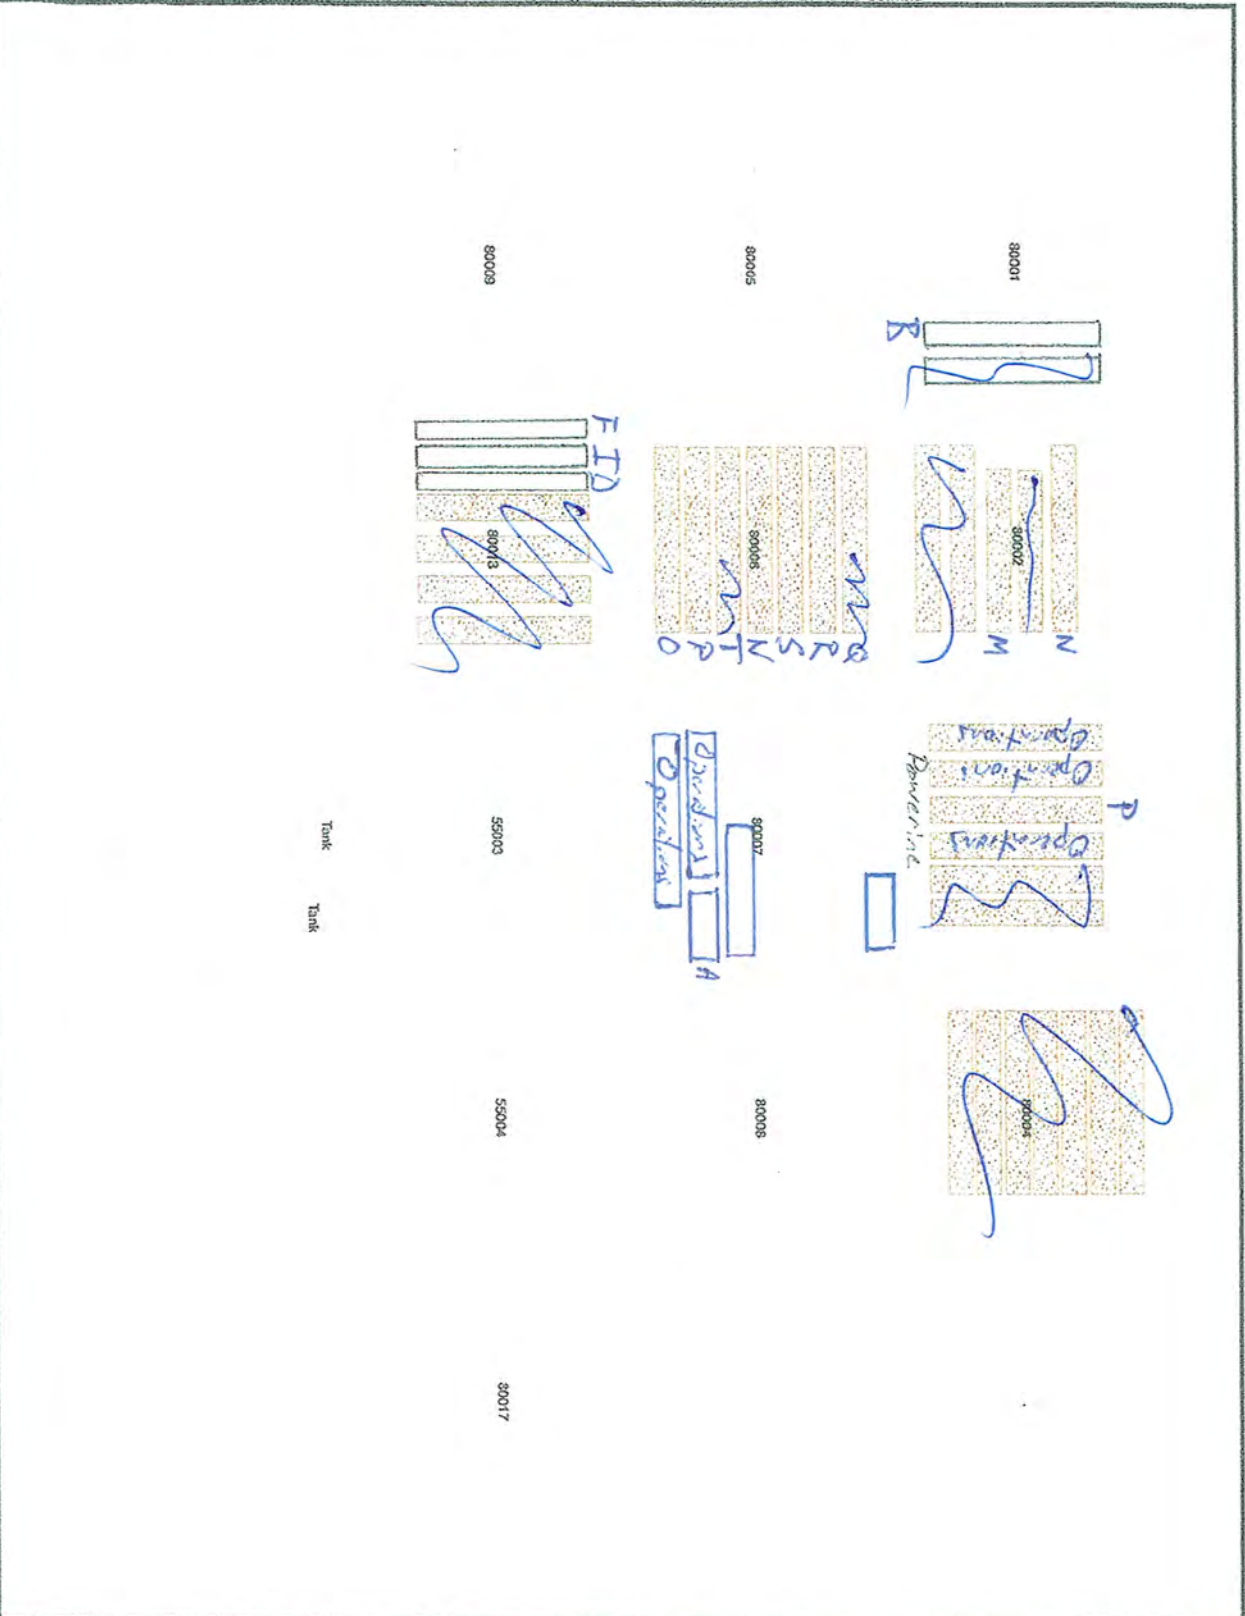 80001
B
N
80002
M
P
Operations
Operations
Operations
Powerine
80004
80005
Q
R
S
N
80006
T
O
80007
Operations
A
Operations
80008
80009
F
I
D
80013
55003
55004
80017
Tank
Tank